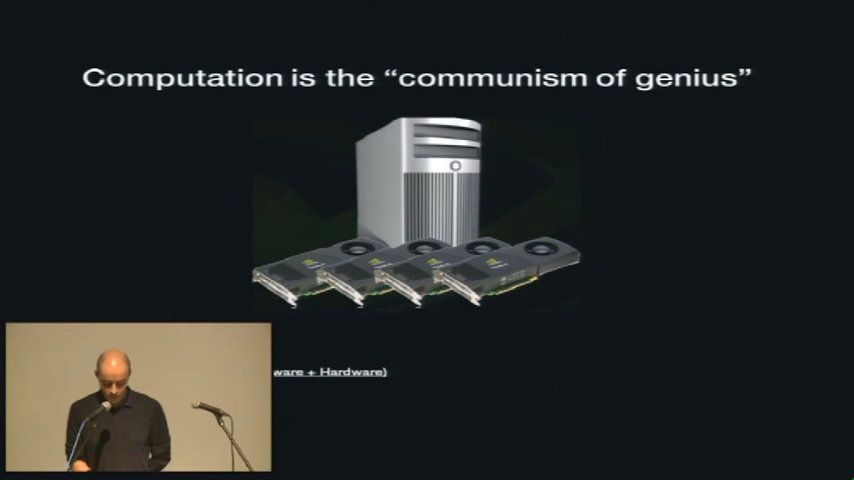 Computation is the “communism of genius”
ware + Hardware)